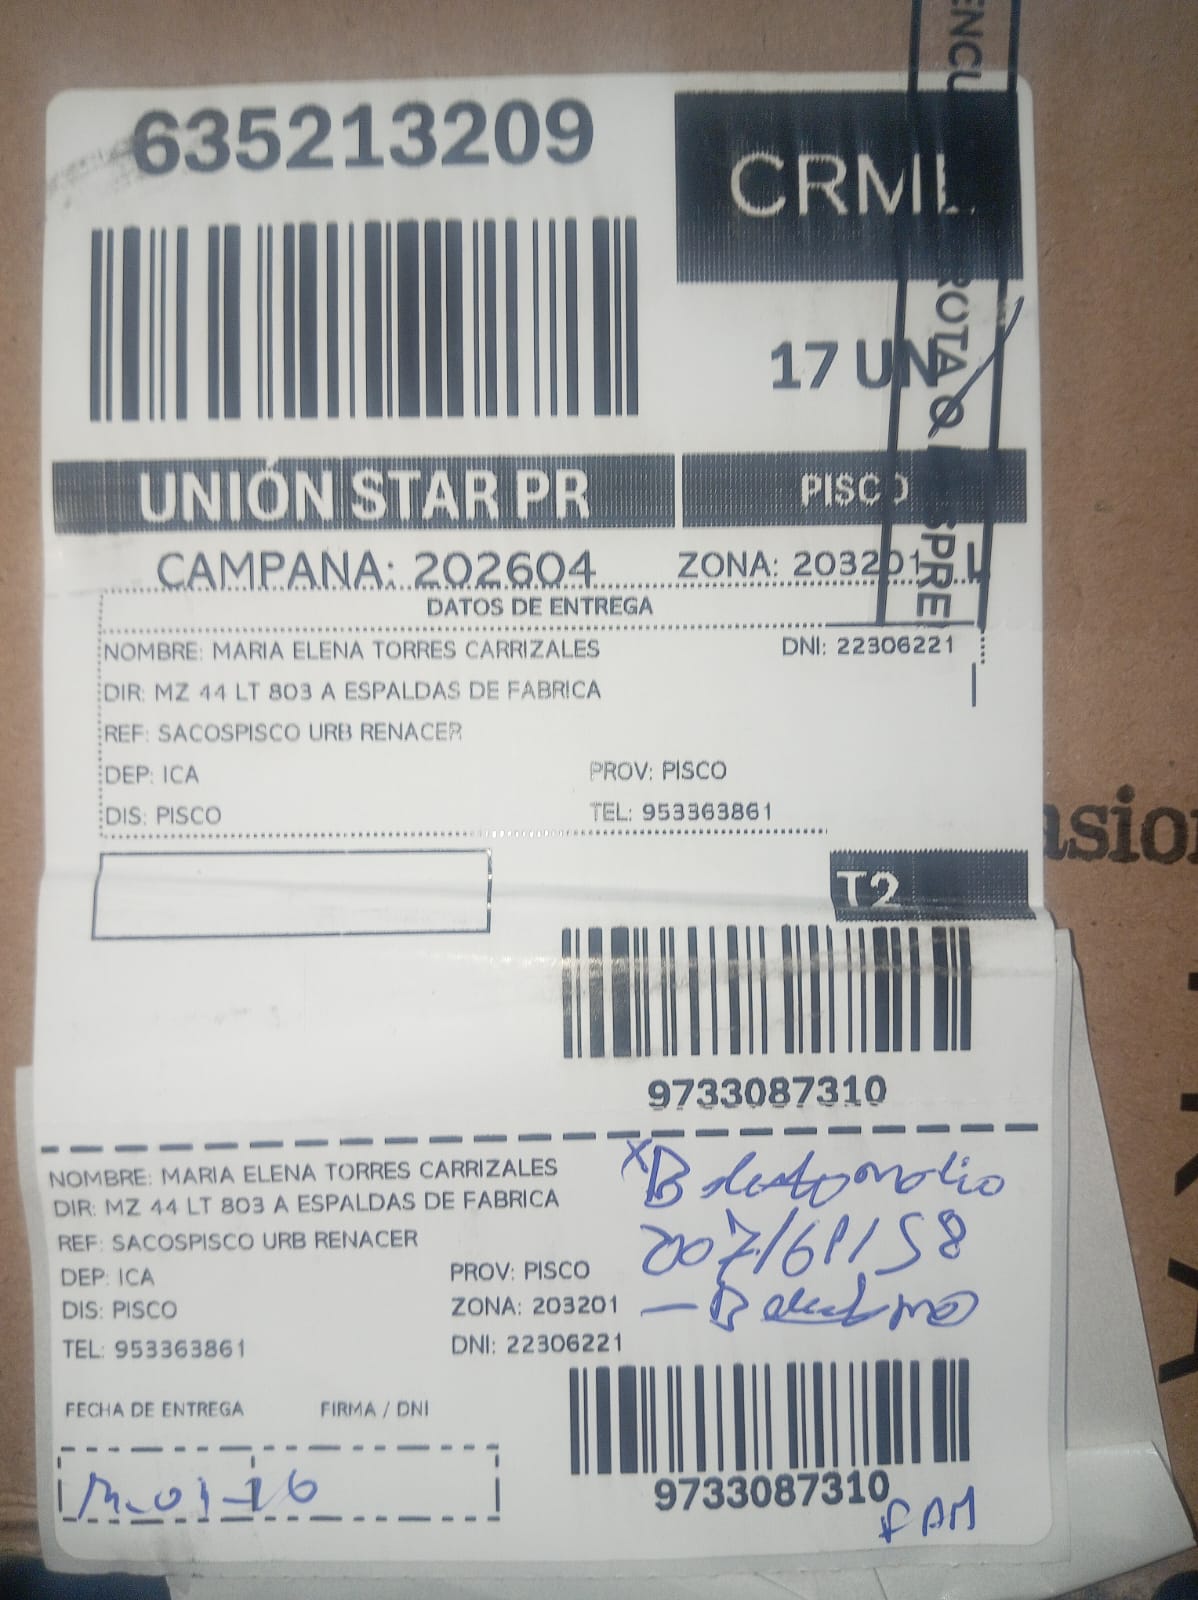 635213209
CRML
17 UN
UNIÓN STAR PR
PISCO
CAMPANA: 202604
ZONA: 203201
DATOS DE ENTREGA
NOMBRE: MARIA ELENA TORRES CARRIZALES
DNI: 22306221
DIR: MZ 44 LT 803 A ESPALDAS DE FABRICA
REF: SACOSPISCO URB RENACER
DEP: ICA
PROV: PISCO
DIS: PISCO
TEL: 953363861
T2
9733087310
NOMBRE: MARIA ELENA TORRES CARRIZALES
DIR: MZ 44 LT 803 A ESPALDAS DE FABRICA
REF: SACOSPISCO URB RENACER
DEP: ICA
PROV: PISCO
DIS: PISCO
ZONA: 203201
TEL: 953363861
DNI: 22306221
FECHA DE ENTREGA
FIRMA / DNI
9733087310
FAM